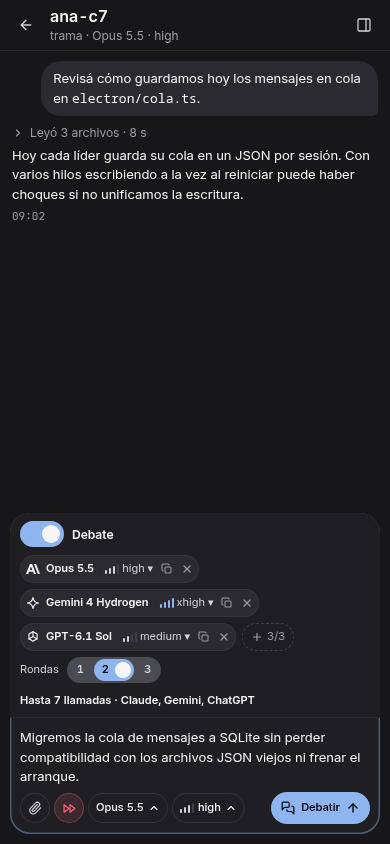 ana-c7
trama · Opus 5.5 · high
Revisá cómo guardamos hoy los mensajes en cola
en electron/cola.ts.
Leyó 3 archivos · 8 s
Hoy cada líder guarda su cola en un JSON por sesión. Con
varios hilos escribiendo a la vez al reiniciar puede haber
choques si no unificamos la escritura.
09:02
Debate
Opus 5.5 high
Gemini 4 Hydrogen xhigh
GPT-6.1 Sol medium + 3/3
Rondas 1 2 3
Hasta 7 llamadas · Claude, Gemini, ChatGPT
Migremos la cola de mensajes a SQLite sin perder
compatibilidad con los archivos JSON viejos ni frenar el
arranque.
Opus 5.5 high Debatir